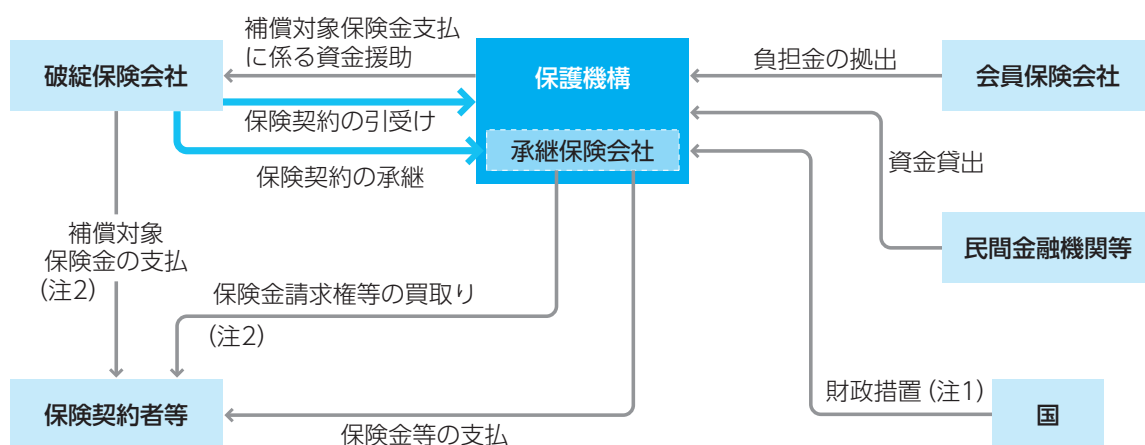 補償対象保険金支払
に係る資金援助
破綻保険会社
保護機構
負担金の拠出
会員保険会社
保険契約の引受け
承継保険会社
保険契約の承継
資金貸出
補償対象
保険金の支払
(注2)
民間金融機関等
保険金請求権等の買取り
(注2)
財政措置(注1)
国
保険契約者等
保険金等の支払